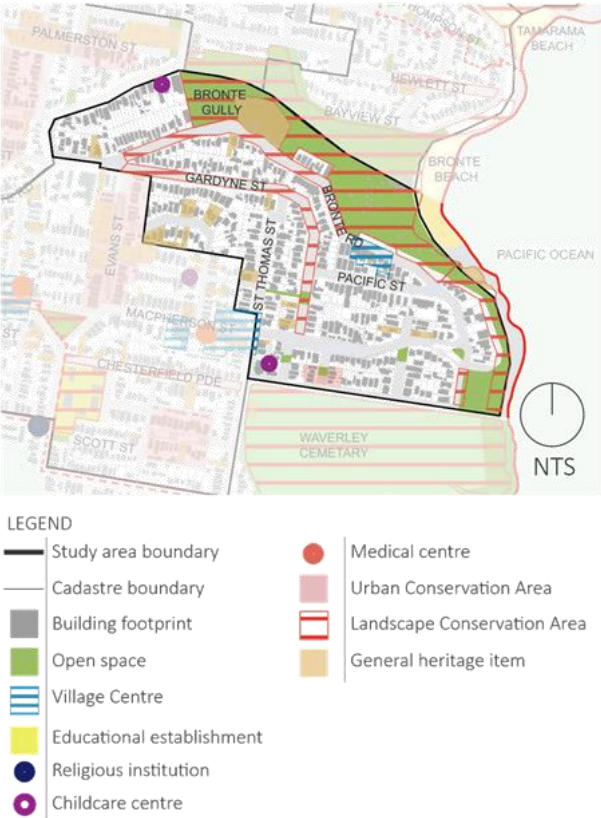 THOMPSON ST
TAMARAMA
BEACH
PALMERSTON ST
HEWLETT ST
BRONTE
GULLY
BAYVIEW ST
BRONTE
BEACH
GARDYNE ST
BRONTE RD
EVANS ST
ST THOMAS ST
PACIFIC OCEAN
PACIFIC ST
MACPHERSON ST
ST
CHESTERFIELD PDE
SCOTT ST
WAVERLEY
CEMETARY
NTS
LEGEND
Study area boundary
Cadastre boundary
Building footprint
Open space
Village Centre
Educational establishment
Religious institution
Childcare centre
Medical centre
Urban Conservation Area
Landscape Conservation Area
General heritage item